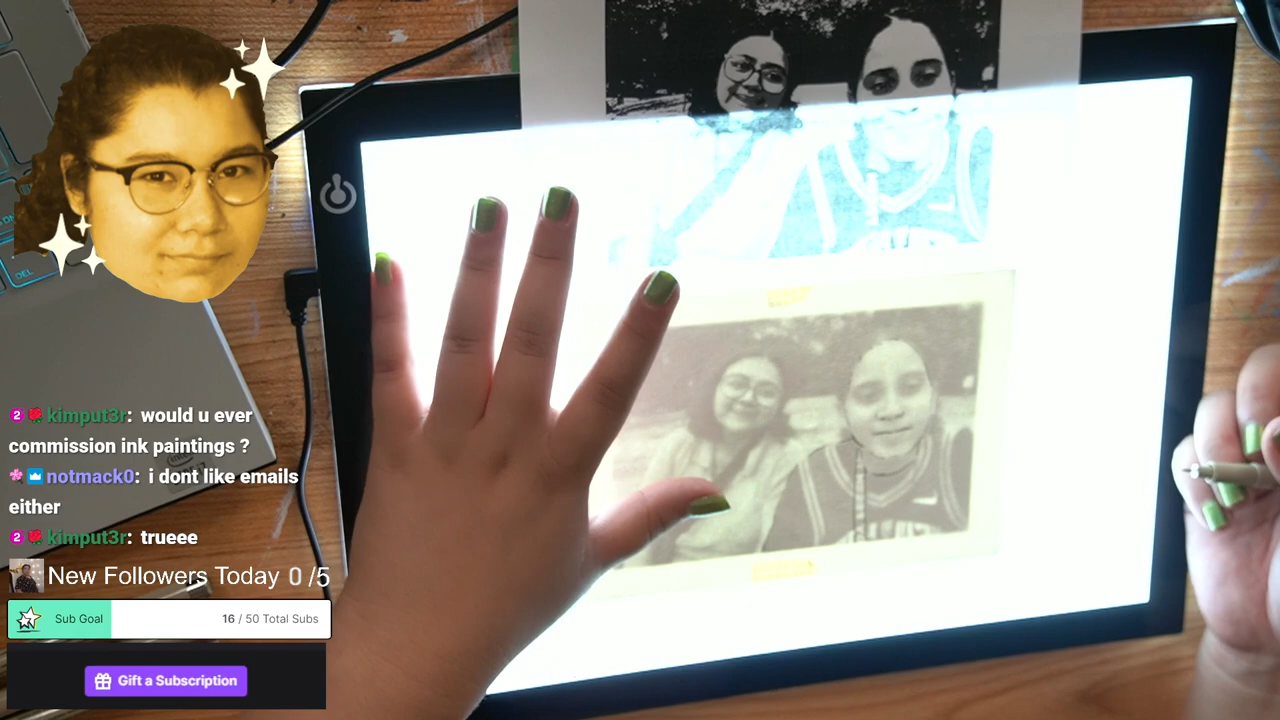 kimput3r: would u ever
commission ink paintings ?
notmack0: i dont like emails
either
kimput3r: trueee
New Followers Today 0 /5
Sub Goal 16 / 50 Total Subs
Gift a Subscription
DEL